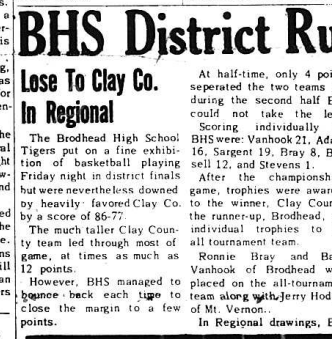 BHS District Ru
Lose To Clay Co.
In Regional
The Brodhead High School
Tigers put on a fine exhibi-
tion of basketball playing
Friday night in district finals
but were nevertheless downed
by heavily favored Clay Co.
by a score of 86-77.
The much taller Clay Coun-
ty team led through most of
game, at times as much as
12 points.
However, BHS managed to
bounce back each time to
close the margin to a few
points.
At half-time, only 4 poi
seperated the two teams
during the second half B
could not take the le
Scoring individually
BHS were: Vanhook 21, Ada
16, Sargent 19, Bray 8, B
sell 12, and Stevens 1.
After the championsh
game, trophies were awar
to the winner, Clay Coun
the runner-up, Brodhead,
individual trophies to
all tournament team.
Ronnie Bray and Ba
Vanhook of Brodhead w
placed on the all-tournam
team along with Jerry Hod
of Mt. Vernon..
In Regional drawings, B